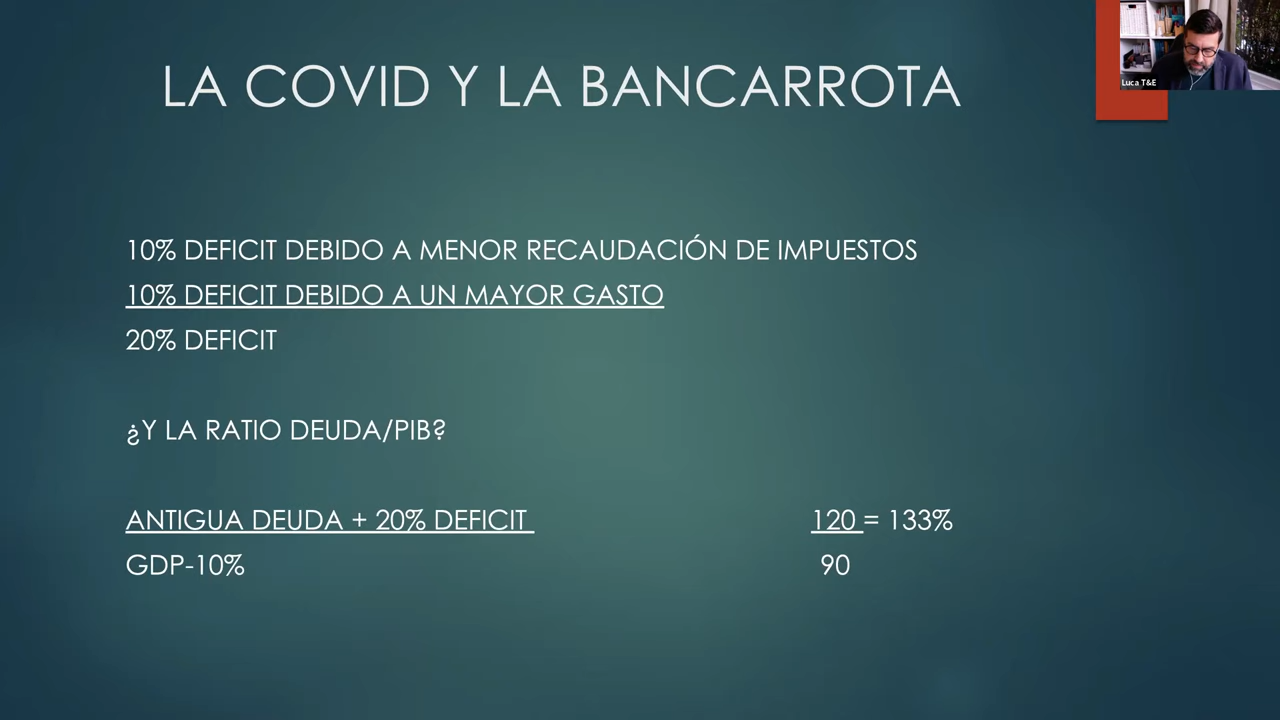 LA COVID Y LA BANCARROTA
Luca T&E
10% DEFICIT DEBIDO A MENOR RECAUDACIÓN DE IMPUESTOS
10% DEFICIT DEBIDO A UN MAYOR GASTO
20% DEFICIT
¿Y LA RATIO DEUDA/PIB?
ANTIGUA DEUDA + 20% DEFICIT
GDP-10%
120 = 133%
90